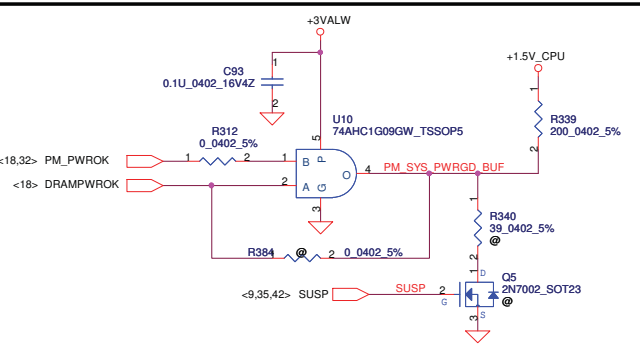 +3VALW
+1.5V_CPU
1
C93
0.1U_0402_16V4Z
2
U10
74AHC1G09GW_TSSOP5
1
R339
200_0402_5%
2
R312
0_0402_5%
5
<18,32> PM_PWROK
1
2
1
B
P
O
4
PM_SYS_PWRGD_BUF
<18> DRAMPWROK
2
A
G
3
1
R340
39_0402_5%
@
2
R384
1
@
2
0_0402_5%
1
D
Q5
2N7002_SOT23
@
<9,35,42> SUSP
SUSP
2
G
S
3